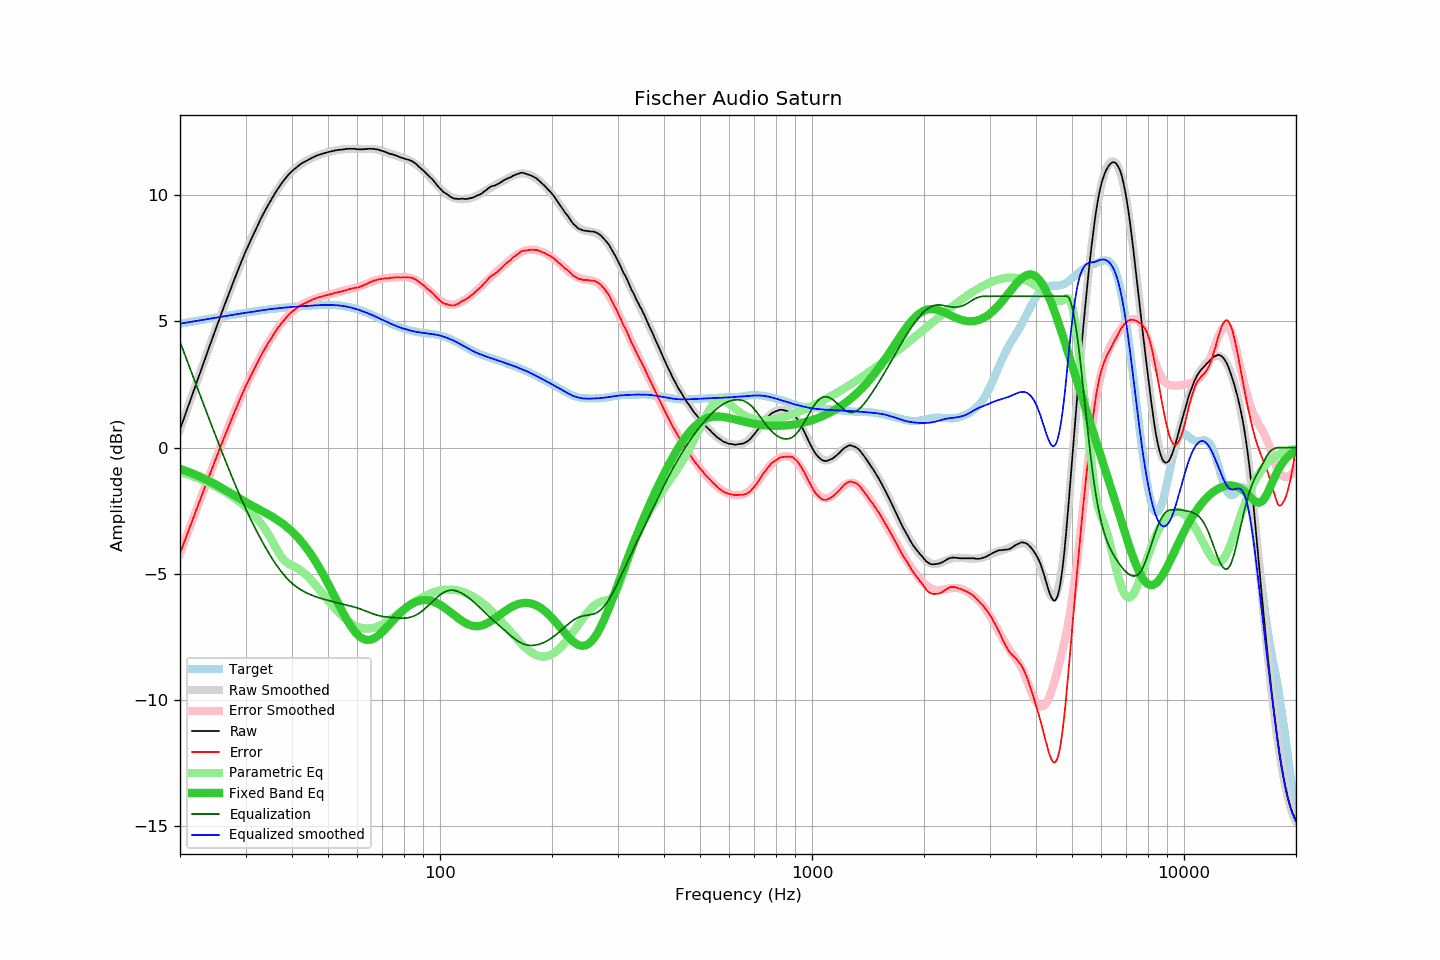 Fischer Audio Saturn
Amplitude (dBr)
10
5
0
−5
−10
−15
Target
Raw Smoothed
Error Smoothed
Raw
Error
Parametric Eq
Fixed Band Eq
Equalization
Equalized smoothed
100 1000 10000
Frequency (Hz)